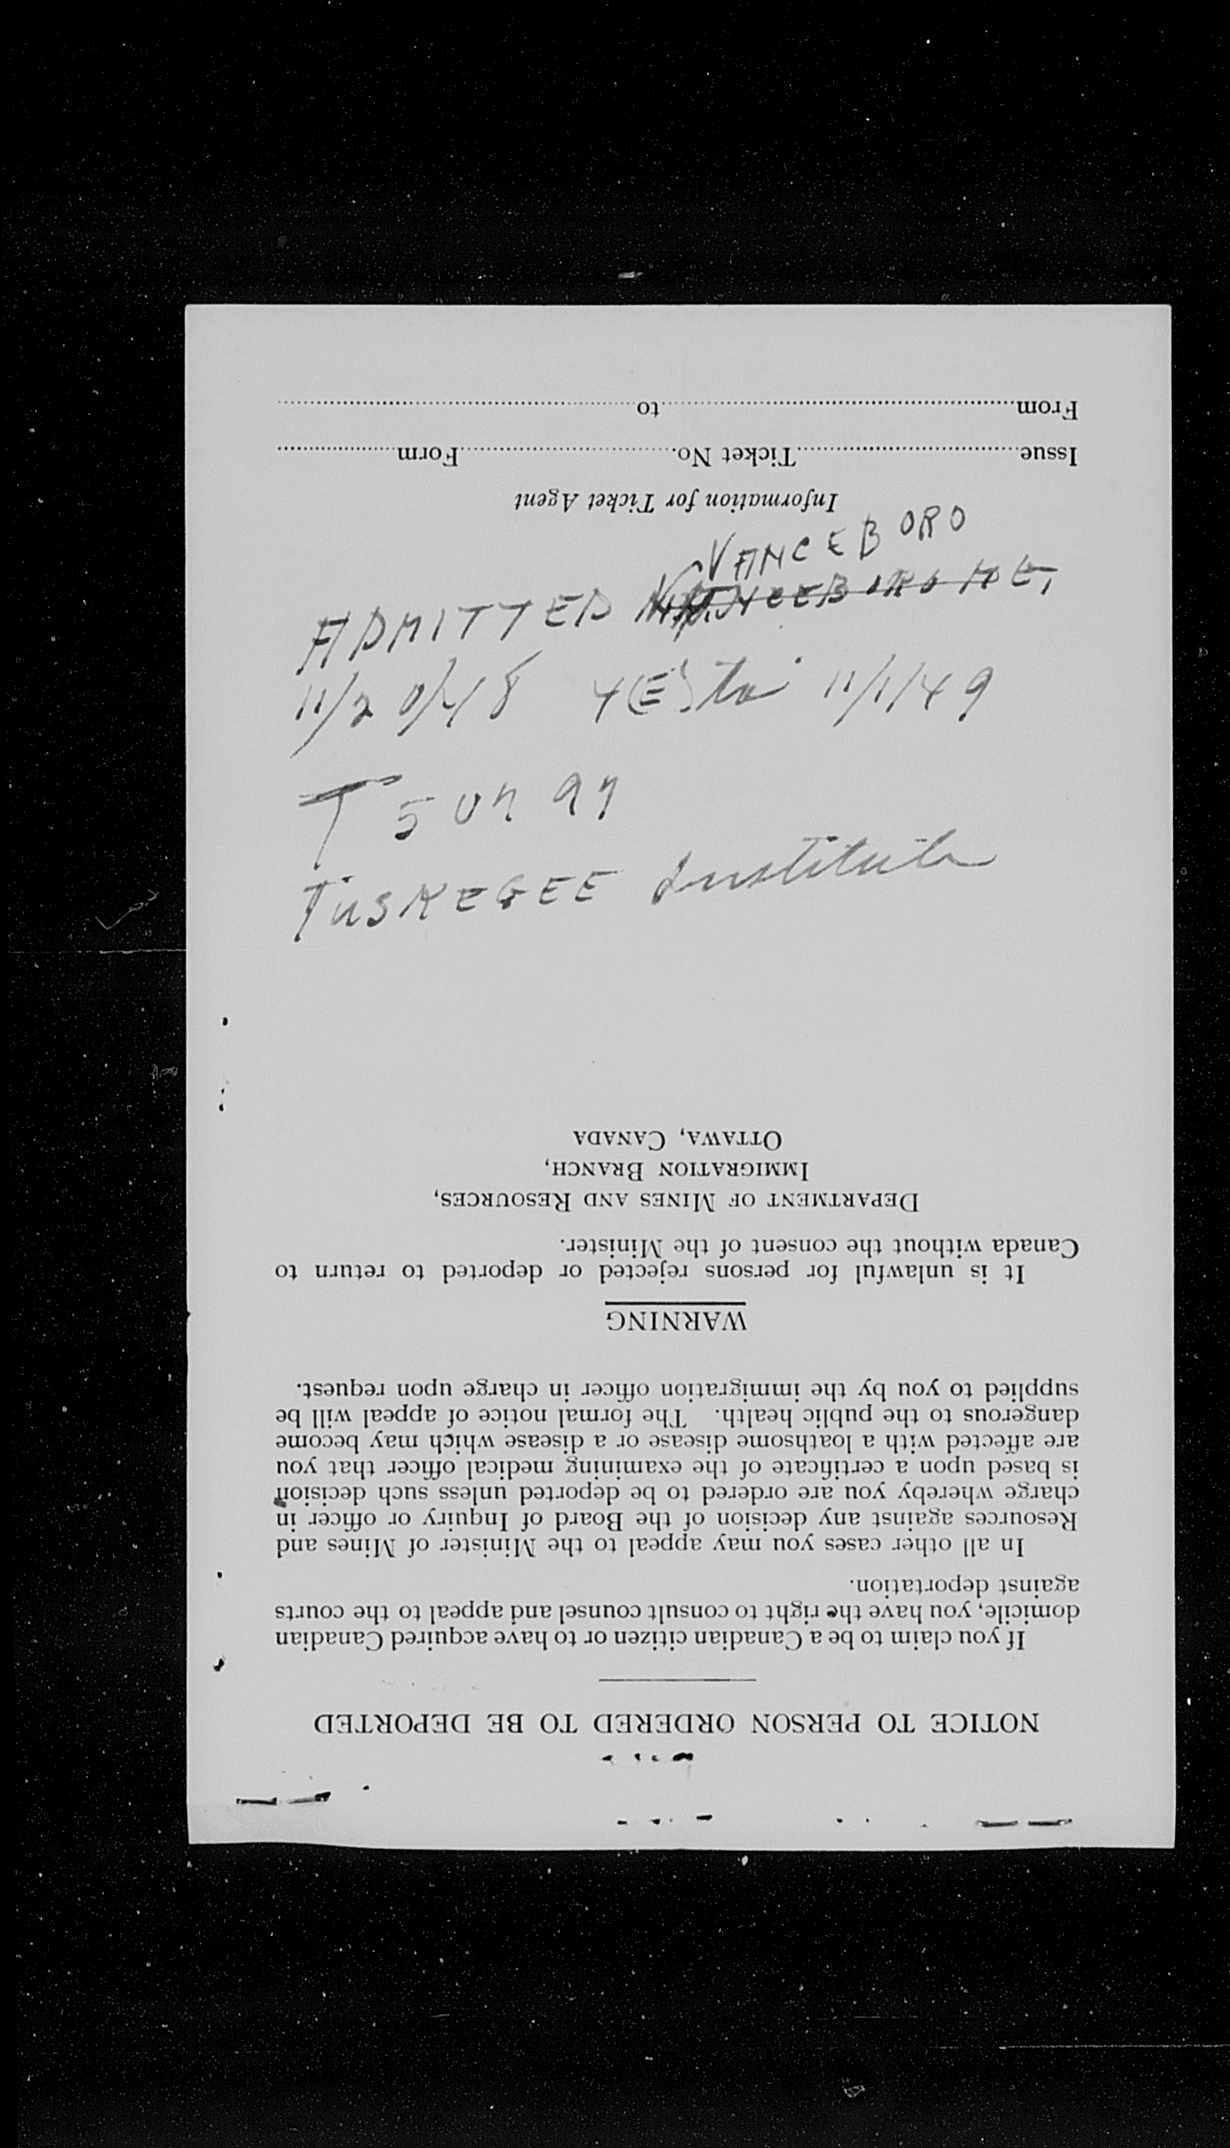 NOTICE TO PERSON ORDERED TO BE DEPORTED
If you claim to be a Canadian citizen or to have acquired Canadian
domicile, you have the right to consult counsel and appeal to the courts
against deportation.
In all other cases you may appeal to the Minister of Mines and
Resources against any decision of the Board of Inquiry or officer in
charge whereby you are ordered to be deported unless such decision
is based upon a certificate of the examining medical officer that you
are affected with a loathsome disease or a disease which may become
dangerous to the public health. The formal notice of appeal will be
supplied to you by the immigration officer in charge upon request.
WARNING
It is unlawful for persons rejected or deported to return to
Canada without the consent of the Minister.
DEPARTMENT OF MINES AND RESOURCES,
IMMIGRATION BRANCH,
OTTAWA, CANADA
Information for Ticket Agent
Issue Ticket No. Form
From to
VANCEBORO
ADMITTED VANCEBORO ME,
11/20/48 4(E) to 11/1/49
T 50797
TUSKEGEE Institute